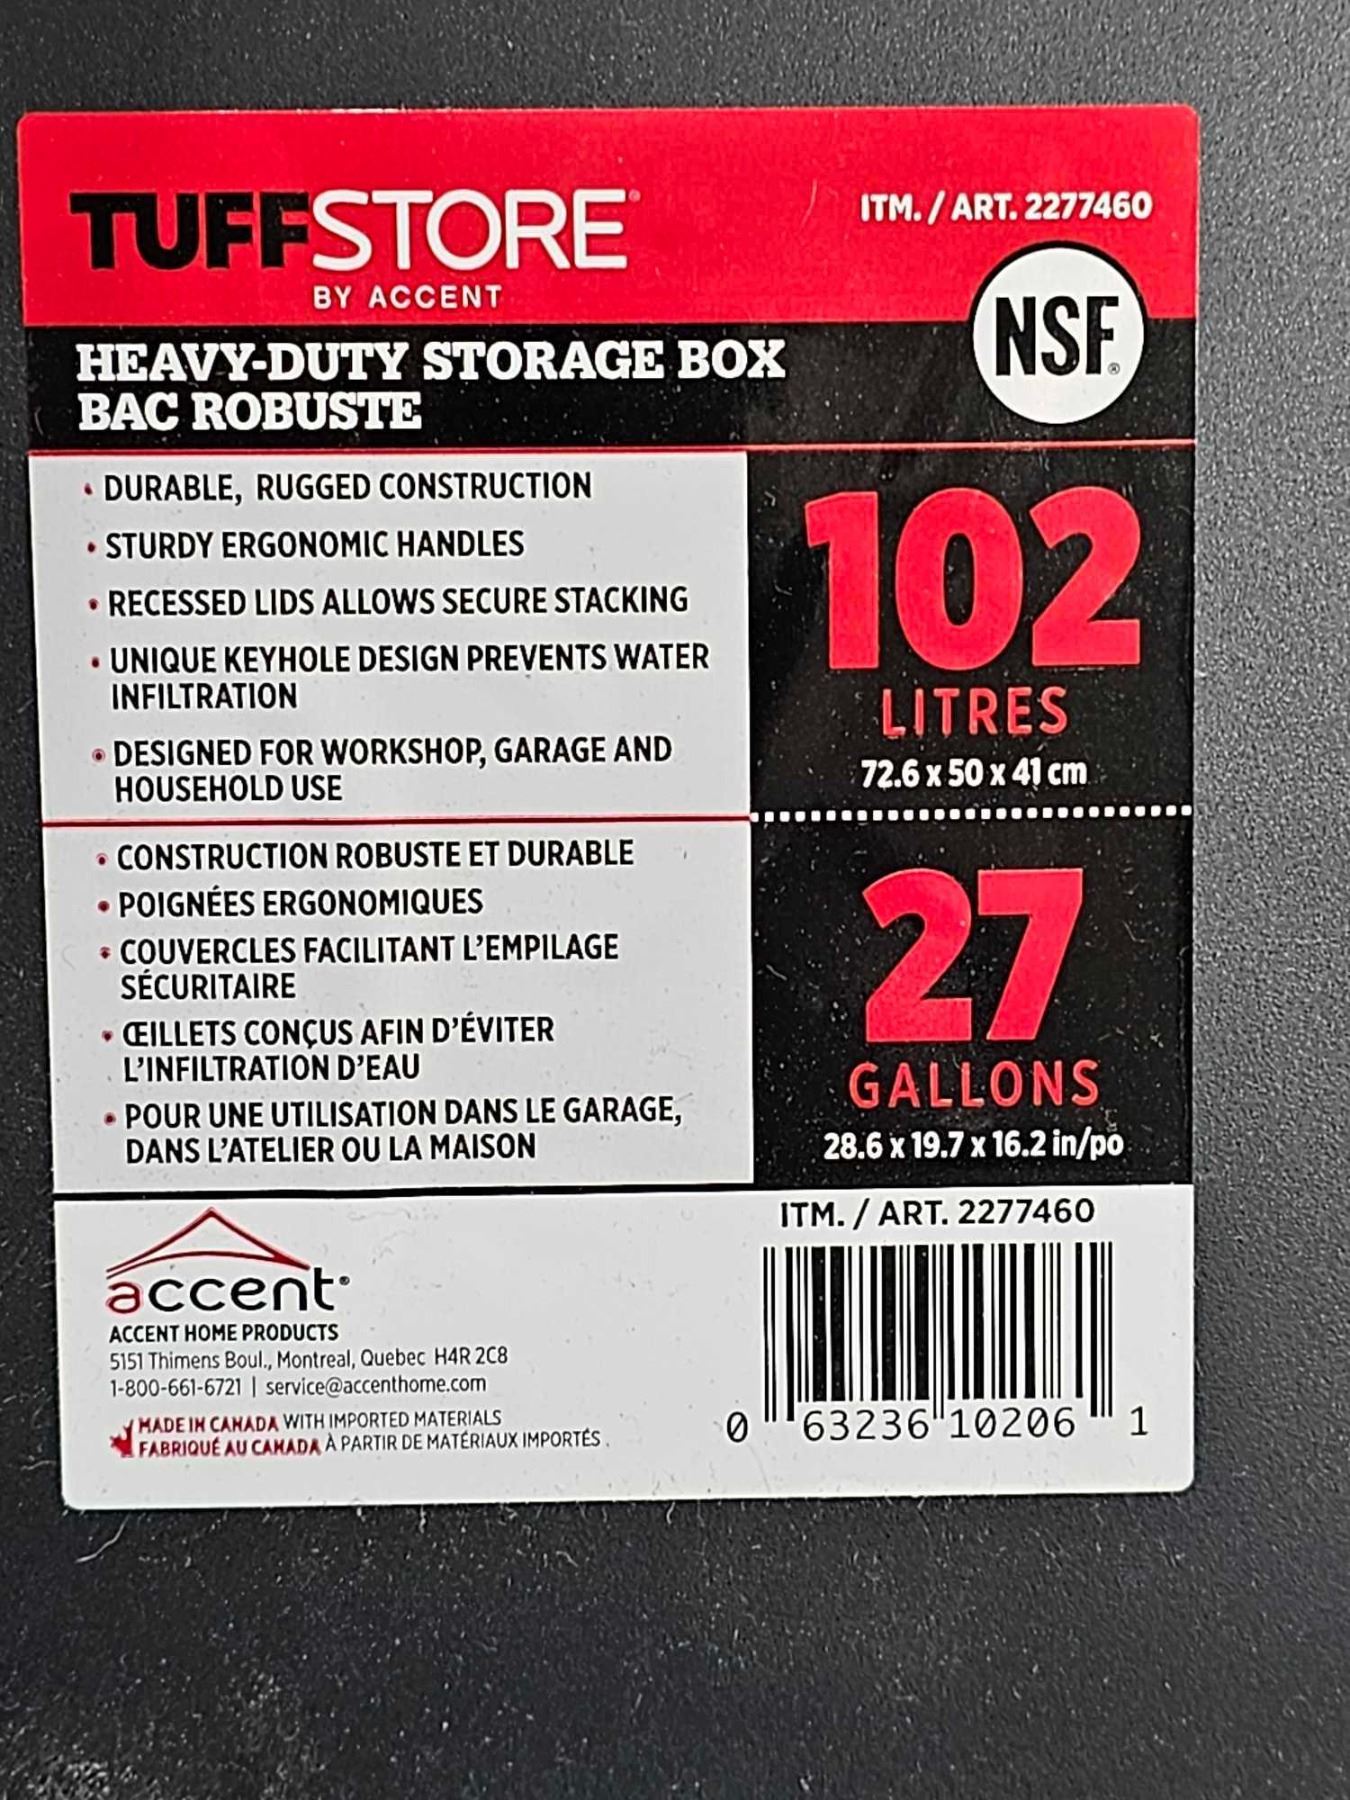 TUFFSTORE
BY ACCENT
ITM. / ART. 2277460
NSF®
HEAVY-DUTY STORAGE BOX
BAC ROBUSTE
• DURABLE, RUGGED CONSTRUCTION
• STURDY ERGONOMIC HANDLES
• RECESSED LIDS ALLOWS SECURE STACKING
• UNIQUE KEYHOLE DESIGN PREVENTS WATER
INFILTRATION
• DESIGNED FOR WORKSHOP, GARAGE AND
HOUSEHOLD USE
102
LITRES
72.6 x 50 x 41 cm
• CONSTRUCTION ROBUSTE ET DURABLE
• POIGNÉES ERGONOMIQUES
• COUVERCLES FACILITANT L'EMPILAGE
SÉCURITAIRE
• ŒILLETS CONÇUS AFIN D'ÉVITER
L'INFILTRATION D'EAU
• POUR UNE UTILISATION DANS LE GARAGE,
DANS L'ATELIER OU LA MAISON
27
GALLONS
28.6 x 19.7 x 16.2 in/po
accent
ACCENT HOME PRODUCTS
5151 Thimens Boul., Montreal, Quebec H4R 2C8
1-800-661-6721 | service@accenthome.com
MADE IN CANADA WITH IMPORTED MATERIALS
FABRIQUÉ AU CANADA À PARTIR DE MATÉRIAUX IMPORTÉS.
ITM. / ART. 2277460
0 63236 10206 1